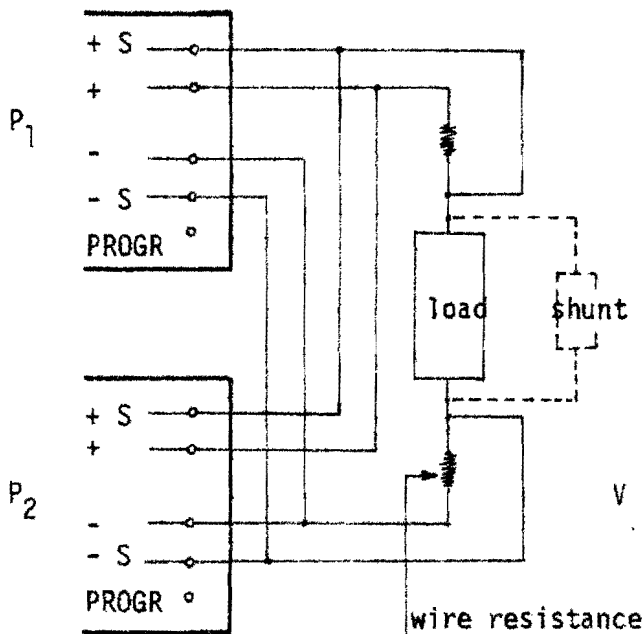 + S
+
P1
-
- S
PROGR
load
shunt
+ S
+
P2
-
- S
PROGR
V
wire resistance